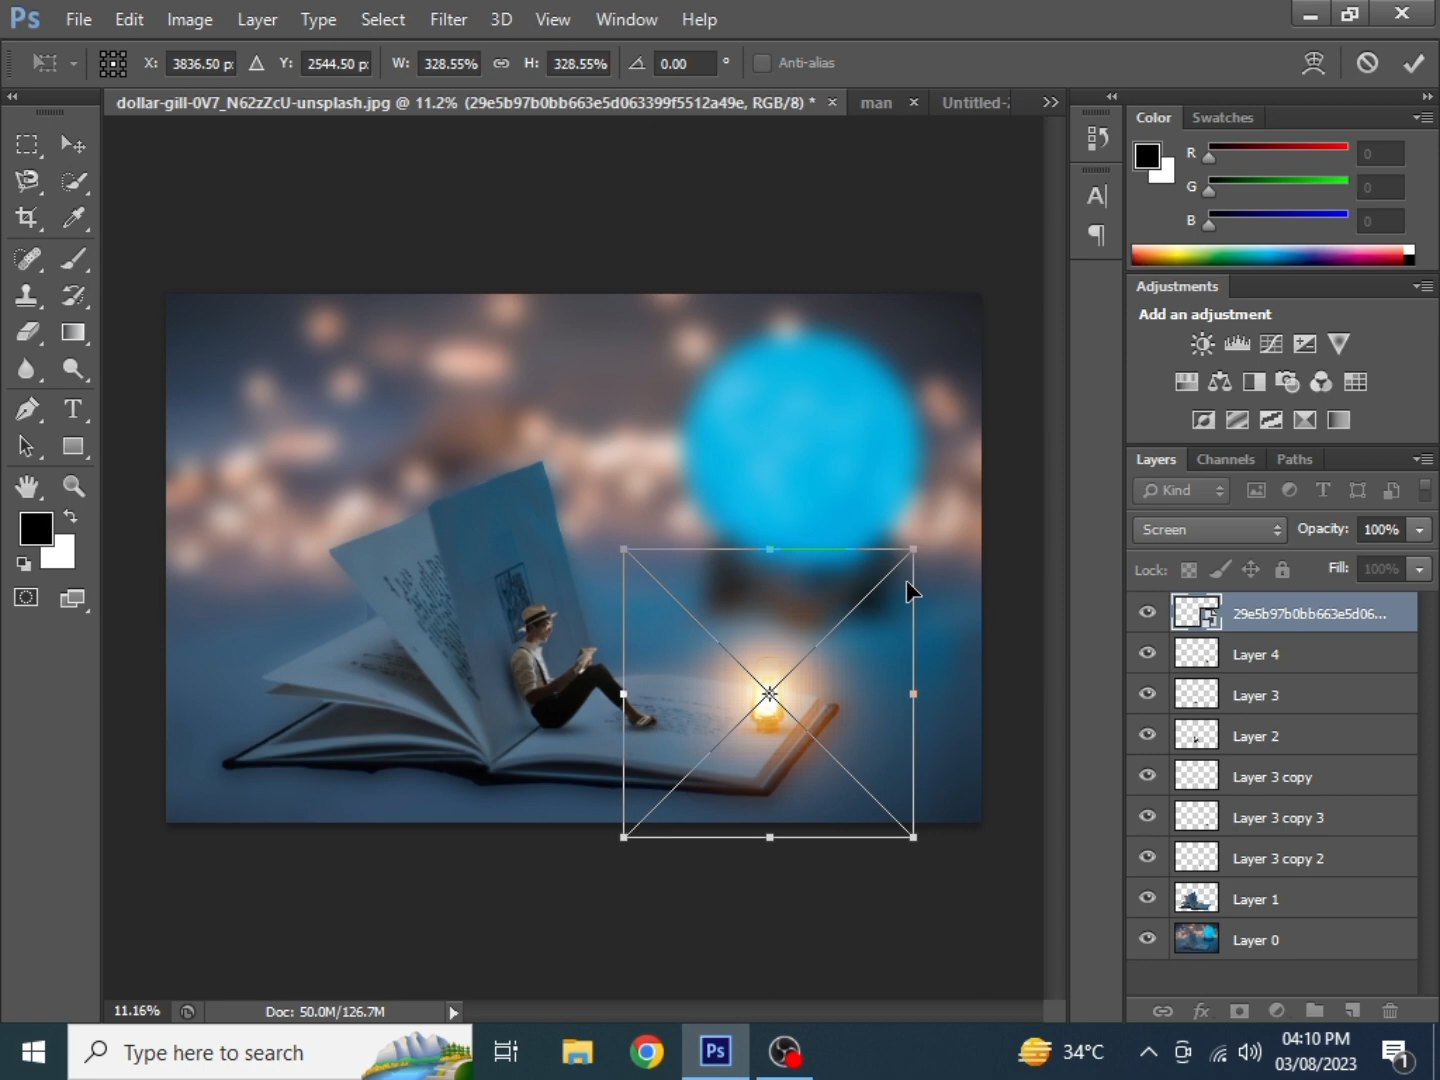 Ps File Edit Image Layer Type Select Filter 3D View Window Help
X: 3836.50 p: Y: 2544.50 p: W: 328.55% H: 328.55% 0.00 ° Anti-alias
dollar-gill-0V7_N62zZcU-unsplash.jpg @ 11.2% (29e5b97b0bb663e5d063399f5512a49e, RGB/8) * × man × Untitled-
Color Swatches
R 0
G 0
B 0
Adjustments
Add an adjustment
Layers Channels Paths
Kind
Screen Opacity: 100%
Lock: Fill: 100%
29e5b97b0bb663e5d06...
Layer 4
Layer 3
Layer 2
Layer 3 copy
Layer 3 copy 3
Layer 3 copy 2
Layer 1
Layer 0
11.16% Doc: 50.0M/126.7M
Type here to search
Ps
34°C
04:10 PM
03/08/2023
1